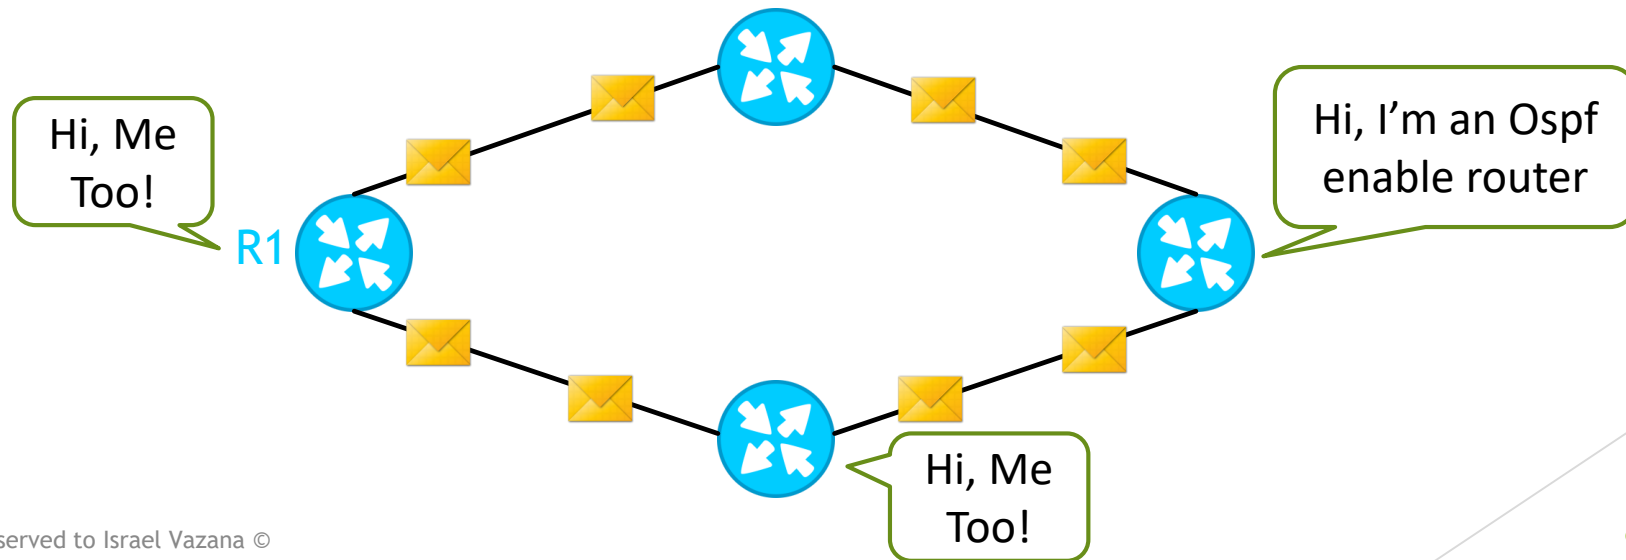 Hi, Me
Too!
Hi, I'm an Ospf
enable router
R1
Hi, Me
Too!
served to Israel Vazana ©